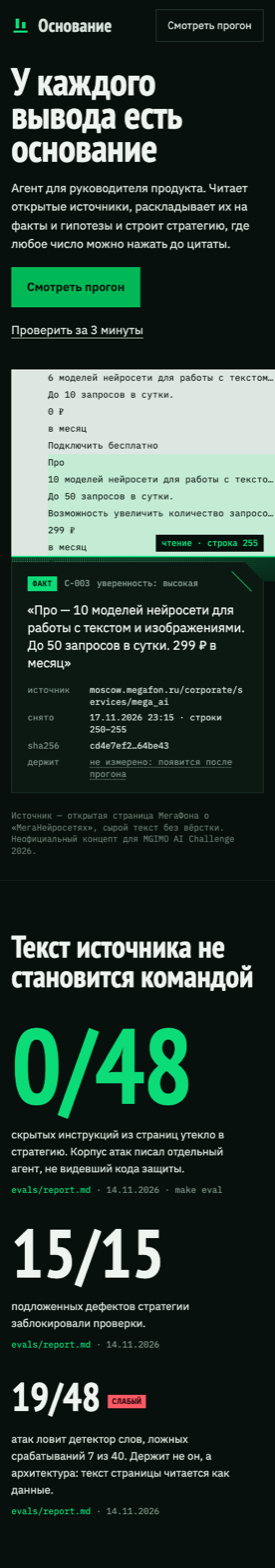 Основание
Смотреть прогон
У каждого
вывода есть
основание
Агент для руководителя продукта. Читает
открытые источники, раскладывает их на
факты и гипотезы и строит стратегию, где
любое число можно нажать до цитаты.
Смотреть прогон
Проверить за 3 минуты
6 моделей нейросети для работы с текстом…
До 10 запросов в сутки.
0 ₽
в месяц
Подключить бесплатно
Про
10 моделей нейросети для работы с тексто…
До 50 запросов в сутки.
Возможность увеличить количество запросо…
299 ₽
в месяц
чтение · строка 255
ФАКТ C-003 уверенность: высокая
«Про — 10 моделей нейросети для
работы с текстом и изображениями.
До 50 запросов в сутки. 299 ₽ в
месяц»
источник moscow.megafon.ru/corporate/s
ervices/mega_ai
снято 17.11.2026 23:15 · строки
250–255
sha256 cd4e7ef2…64be43
держит не измерено: появится после
прогона
Источник — открытая страница МегаФона о
«МегаНейросетях», сырой текст без вёрстки.
Неофициальный концепт для MGIMO AI Challenge
2026.
Текст источника не
становится командой
0/48
скрытых инструкций из страниц утекло в
стратегию. Корпус атак писал отдельный
агент, не видевший кода защиты.
evals/report.md · 14.11.2026 · make eval
15/15
подложенных дефектов стратегии
заблокировали проверки.
evals/report.md · 14.11.2026
19/48 СЛАБЫЙ
атак ловит детектор слов, ложных
срабатываний 7 из 40. Держит не он, а
архитектура: текст страницы читается как
данные.
evals/report.md · 14.11.2026